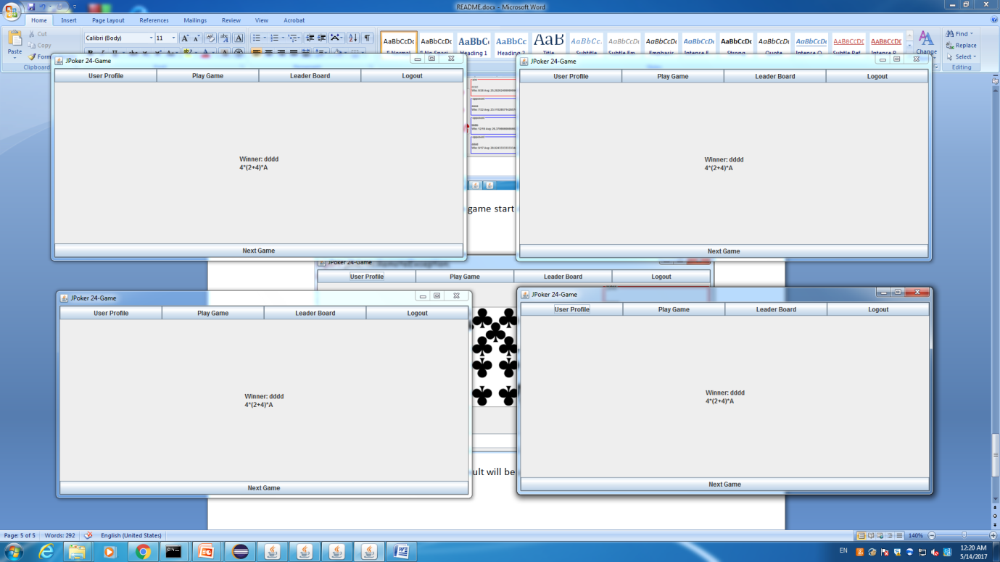 README.docx - Microsoft Word
Home Insert Page Layout References Mailings Review View Acrobat
Paste
Cut
Copy
Form
Clipboard
Calibri (Body) 11
AaBbCcDc AaBbCcDc AaBbC AaBbCc AaB AaBbCc. AaBbCcDc AaBbCcDc AaBbCcDc AaBbCcDc AaBbCcDc AaBbCcDc AABBCCDC AABBCCDC
Heading 1 Heading 2 Title Subtitle Subtle Em... Emphasis Intense E... Strong Quote Intense Q... Subtle Ref... Intense R...
Change
Find
Replace
Select
Editing
JPoker 24-Game
User Profile Play Game Leader Board Logout
Winner: dddd
4*(2+4)*A
Next Game
JPoker 24-Game
User Profile Play Game Leader Board Logout
Winner: dddd
4*(2+4)*A
Next Game
game start
JPoker 24-Game
User Profile Play Game Leader Board Logout
JPoker 24-Game
User Profile Play Game Leader Board Logout
Winner: dddd
4*(2+4)*A
Next Game
JPoker 24-Game
User Profile Play Game Leader Board Logout
Winner: dddd
4*(2+4)*A
Next Game
ult will be
Page: 5 of 5 Words: 292 English (United States)
140%
EN
12:20 AM
5/14/2017